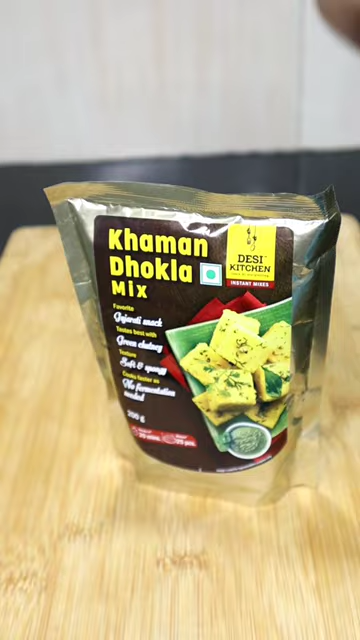 Khaman
Dhokla
Mix
DESI
KITCHEN
INSTANT MIXES
Favorite
Gujarati snack
Tastes best with
Green chutney
Texture
Soft & spongy
Cooks faster as
No fermentation
needed
200 g